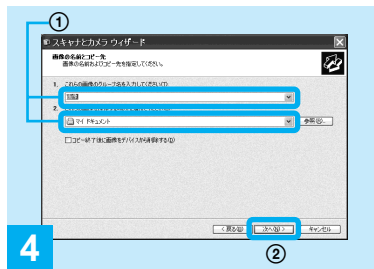 ①
スキャナとカメラ ウィザード
画像の名前とコピー先
画像の名前およびコピー先を指定してください。
1. これらの画像のグループ名を入力してください(T):
2.
マイ ドキュメント
参照(R)...
コピー終了後に画像をデバイスから削除する(D)
< 戻る(B)
次へ(N) >
キャンセル
4
②